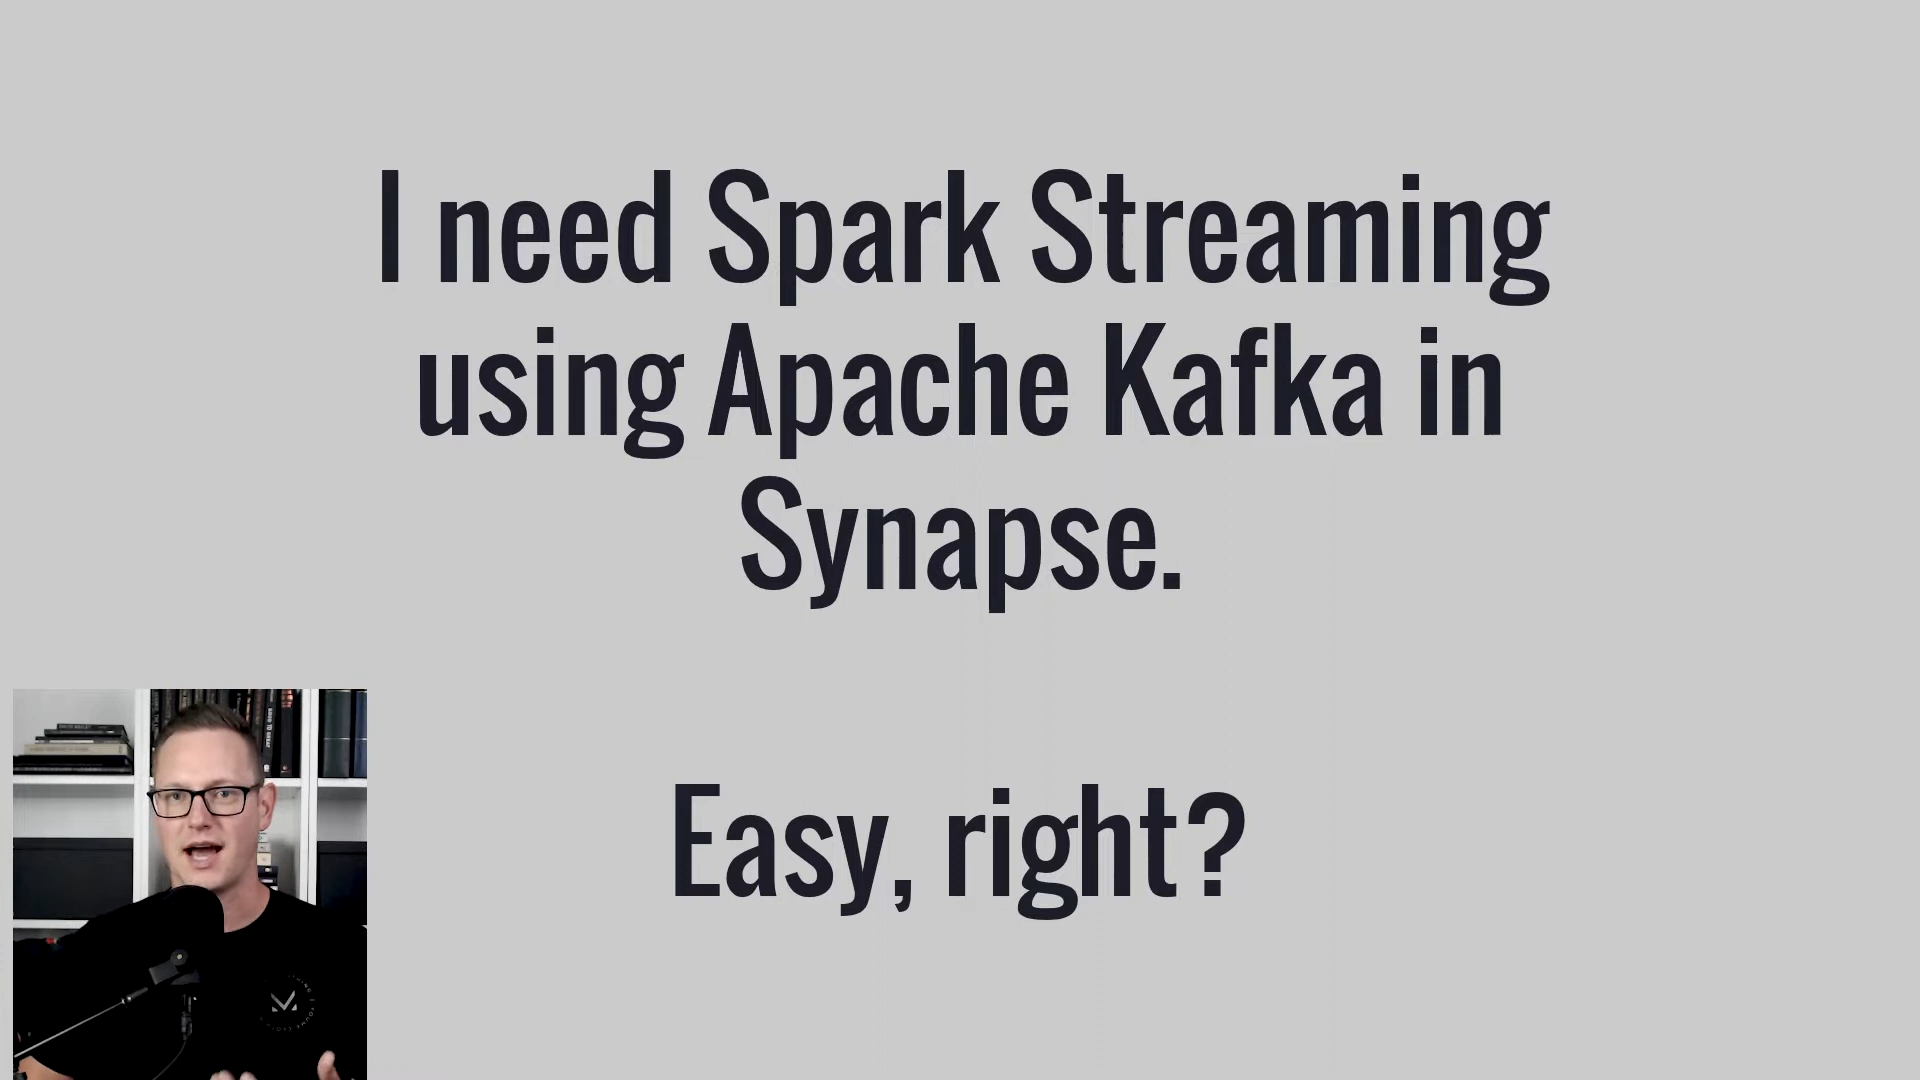 I need Spark Streaming
using Apache Kafka in
Synapse.
Easy, right?